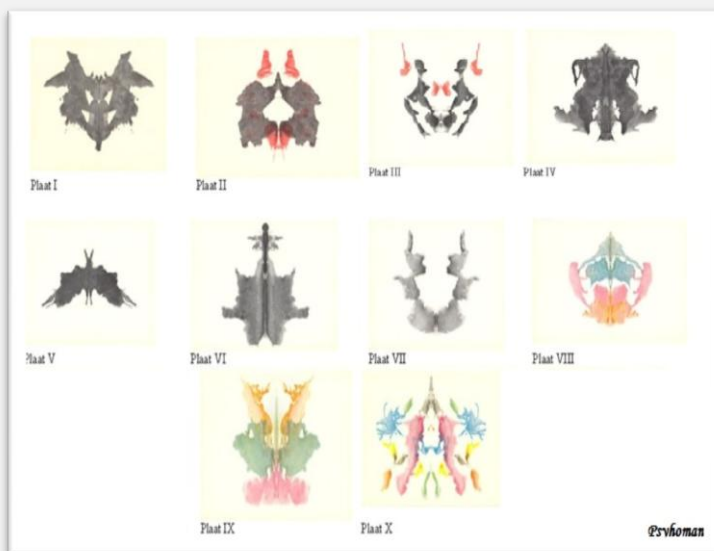 Plaat I
Plaat II
Plaat III
Plaat IV
Plaat V
Plaat VI
Plaat VII
Plaat VIII
Plaat IX
Plaat X
Psyhoman